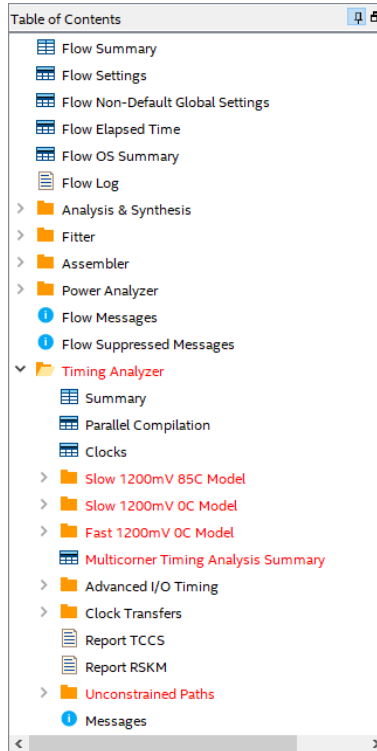 Table of Contents
Flow Summary
Flow Settings
Flow Non-Default Global Settings
Flow Elapsed Time
Flow OS Summary
Flow Log
Analysis & Synthesis
Fitter
Assembler
Power Analyzer
Flow Messages
Flow Suppressed Messages
Timing Analyzer
Summary
Parallel Compilation
Clocks
Slow 1200mV 85C Model
Slow 1200mV 0C Model
Fast 1200mV 0C Model
Multicorner Timing Analysis Summary
Advanced I/O Timing
Clock Transfers
Report TCCS
Report RSKM
Unconstrained Paths
Messages